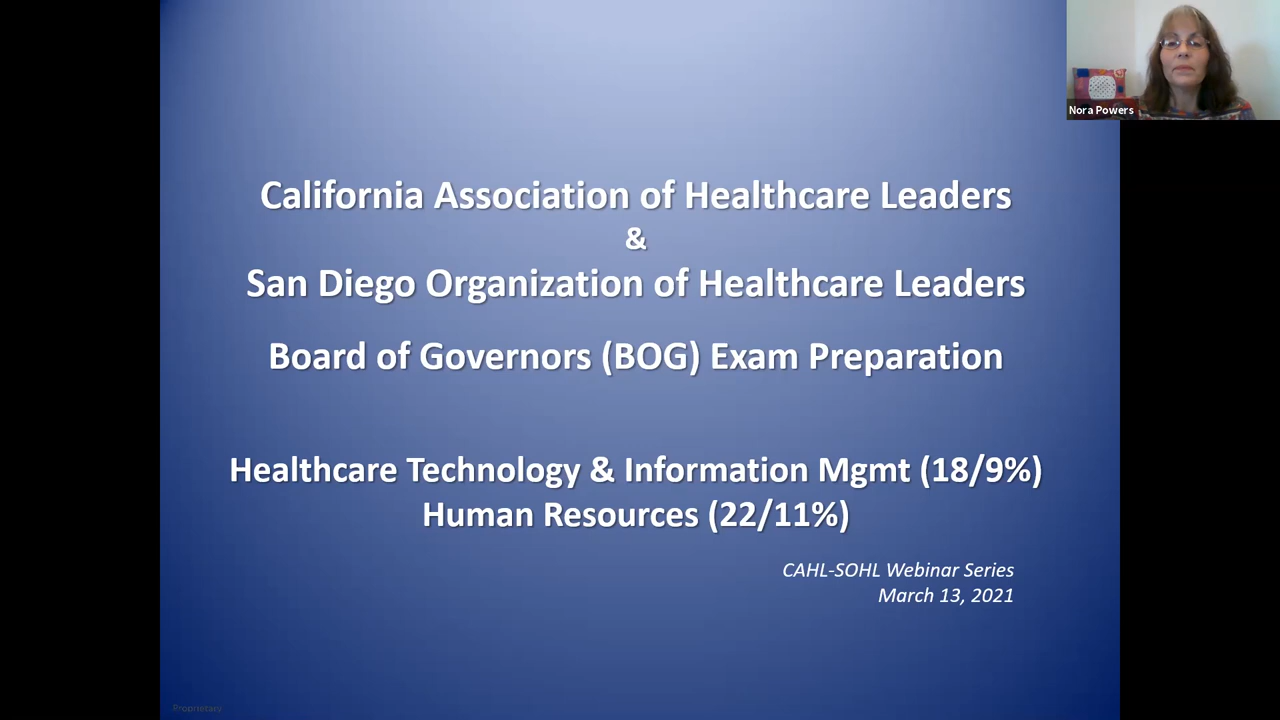 Nora Powers
California Association of Healthcare Leaders
&
San Diego Organization of Healthcare Leaders
Board of Governors (BOG) Exam Preparation
Healthcare Technology & Information Mgmt (18/9%)
Human Resources (22/11%)
CAHL-SOHL Webinar Series
March 13, 2021
Proprietary